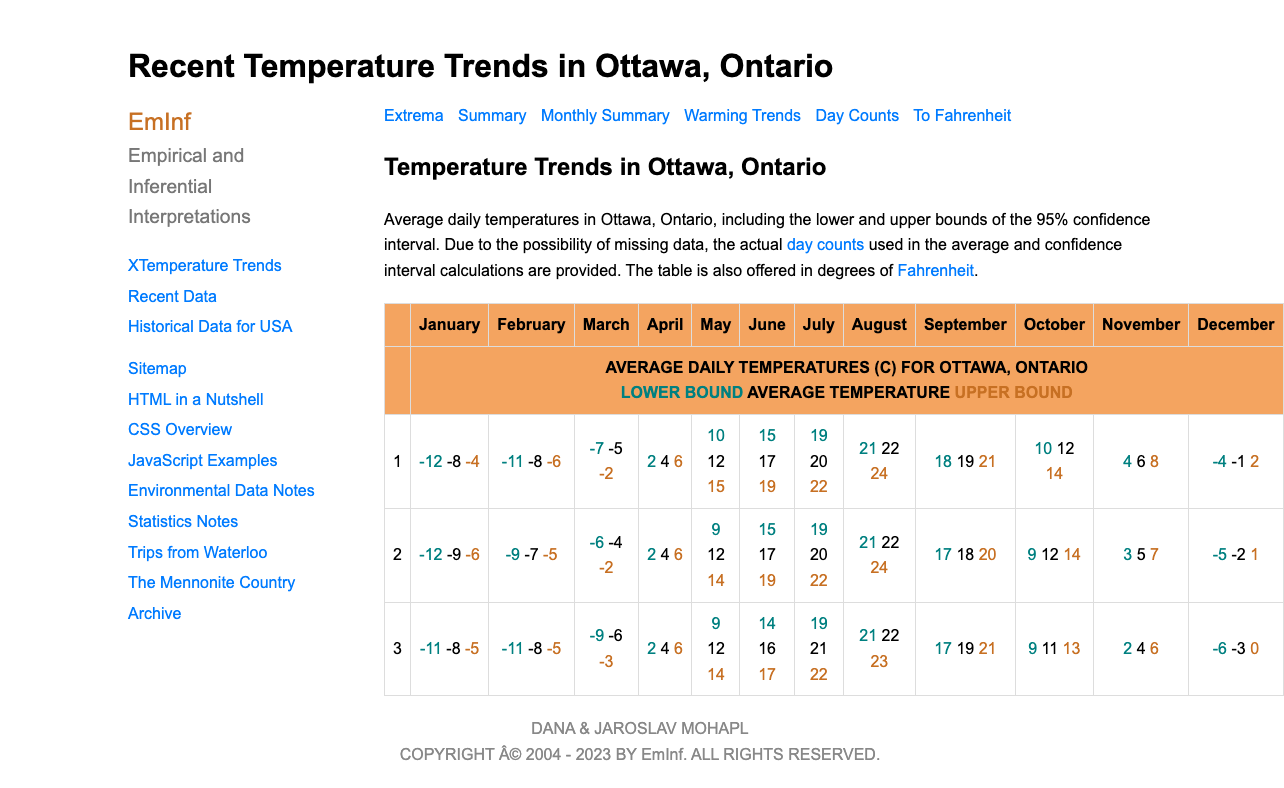 Recent Temperature Trends in Ottawa, Ontario
EmInf
Empirical and
Inferential
Interpretations
XTemperature Trends
Recent Data
Historical Data for USA
Sitemap
HTML in a Nutshell
CSS Overview
JavaScript Examples
Environmental Data Notes
Statistics Notes
Trips from Waterloo
The Mennonite Country
Archive
Extrema Summary Monthly Summary Warming Trends Day Counts To Fahrenheit
Temperature Trends in Ottawa, Ontario
Average daily temperatures in Ottawa, Ontario, including the lower and upper bounds of the 95% confidence
interval. Due to the possibility of missing data, the actual day counts used in the average and confidence
interval calculations are provided. The table is also offered in degrees of Fahrenheit.
January February March April May June July August September October November December
AVERAGE DAILY TEMPERATURES (C) FOR OTTAWA, ONTARIO
LOWER BOUND AVERAGE TEMPERATURE UPPER BOUND
1 -12 -8 -4 -11 -8 -6 -7 -5 -2 2 4 6 10 12 15 15 17 19 19 20 22 21 22 24 18 19 21 10 12 14 4 6 8 -4 -1 2
2 -12 -9 -6 -9 -7 -5 -6 -4 -2 2 4 6 9 12 14 15 17 19 19 20 22 21 22 24 17 18 20 9 12 14 3 5 7 -5 -2 1
3 -11 -8 -5 -11 -8 -5 -9 -6 -3 2 4 6 9 12 14 14 16 17 19 21 22 21 22 23 17 19 21 9 11 13 2 4 6 -6 -3 0
DANA & JAROSLAV MOHAPL
COPYRIGHT Â© 2004 - 2023 BY EmInf. ALL RIGHTS RESERVED.